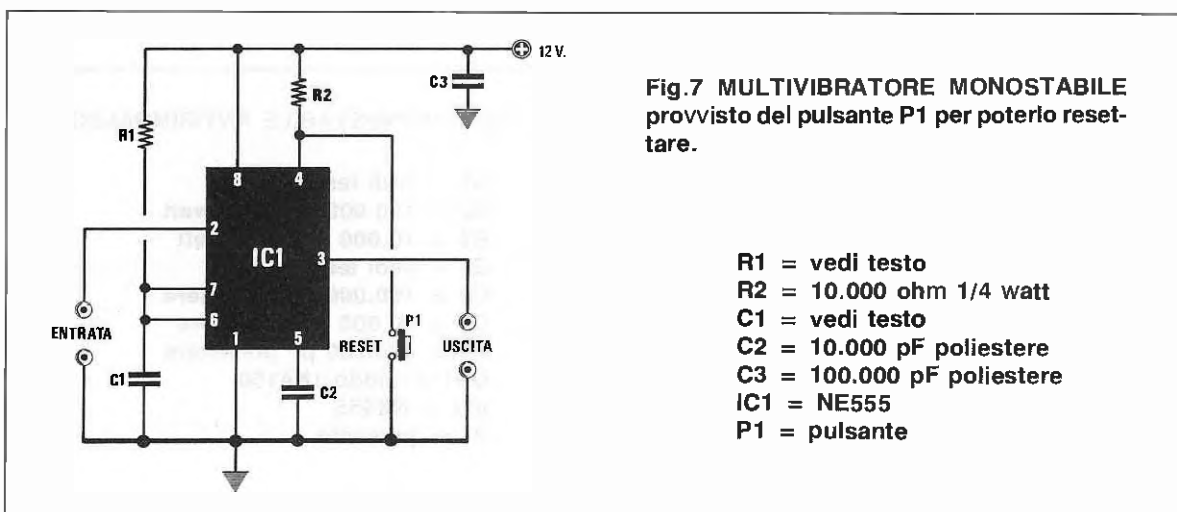 12 V.
C3
R2
R1
8
4
2
IC1
3
7
6
P1
ENTRATA
1
5
RESET
USCITA
C1
C2
Fig.7 MULTIVIBRATORE MONOSTABILE
provvisto del pulsante P1 per poterlo reset-
tare.
R1 = vedi testo
R2 = 10.000 ohm 1/4 watt
C1 = vedi testo
C2 = 10.000 pF poliestere
C3 = 100.000 pF poliestere
IC1 = NE555
P1 = pulsante